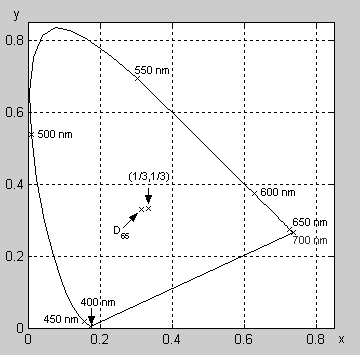 y
0.8
550 nm
0.6
500 nm
0.4
(1/3,1/3)
600 nm
D65
650 nm
700 nm
0.2
400 nm
450 nm
0
0 0.2 0.4 0.6 0.8 x